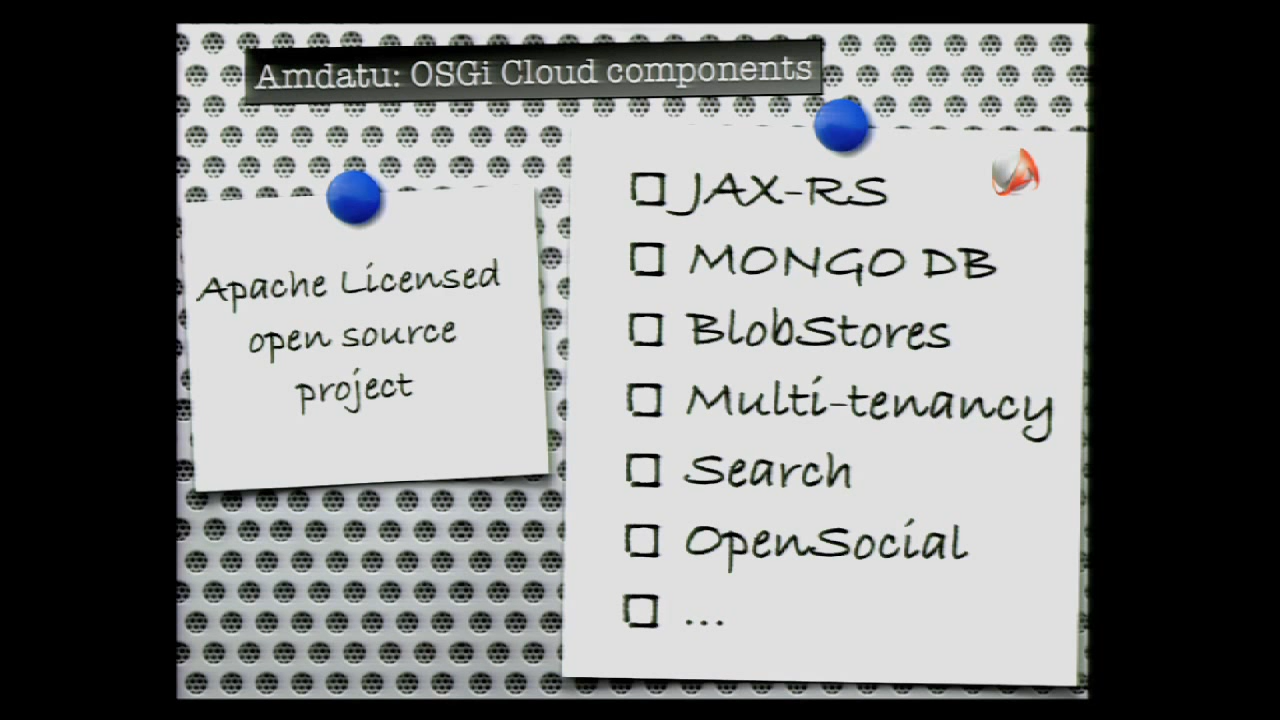 Amdatu: OSGi Cloud components
Apache Licensed
open source
project
JAX-RS
MONGO DB
BlobStores
Multi-tenancy
Search
OpenSocial
...